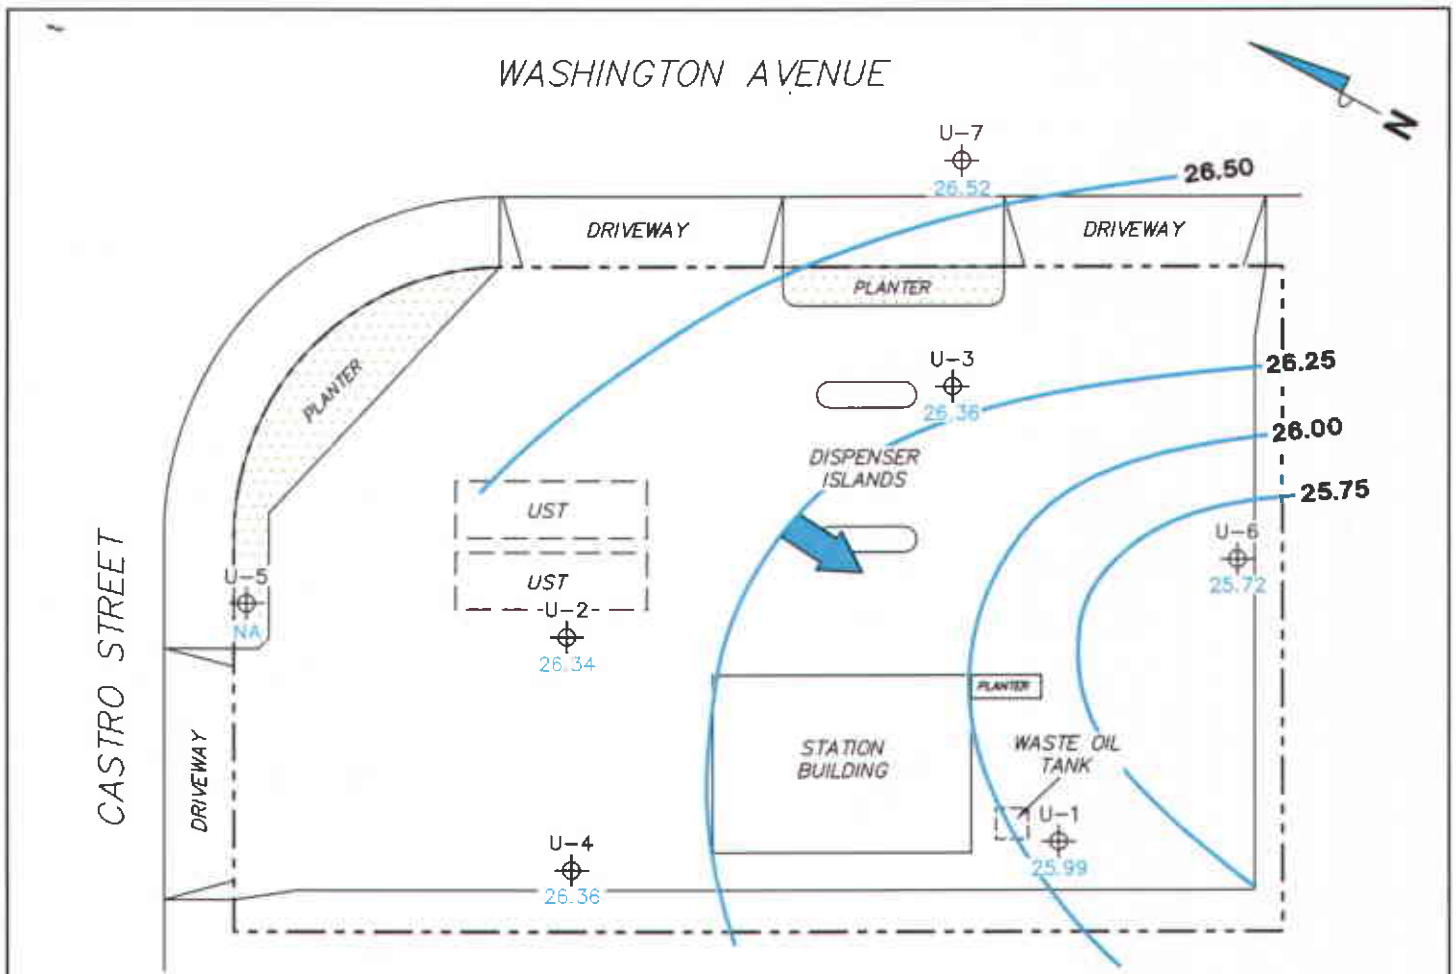 WASHINGTON AVENUE
N
U-7
26.52
26.50
DRIVEWAY
DRIVEWAY
PLANTER
PLANTER
U-3
26.36
26.25
26.00
25.75
DISPENSER
ISLANDS
UST
UST
U-2
26.34
U-5
NA
U-6
25.72
CASTRO STREET
DRIVEWAY
PLANTER
STATION
BUILDING
WASTE OIL
TANK
U-1
25.99
U-4
26.36